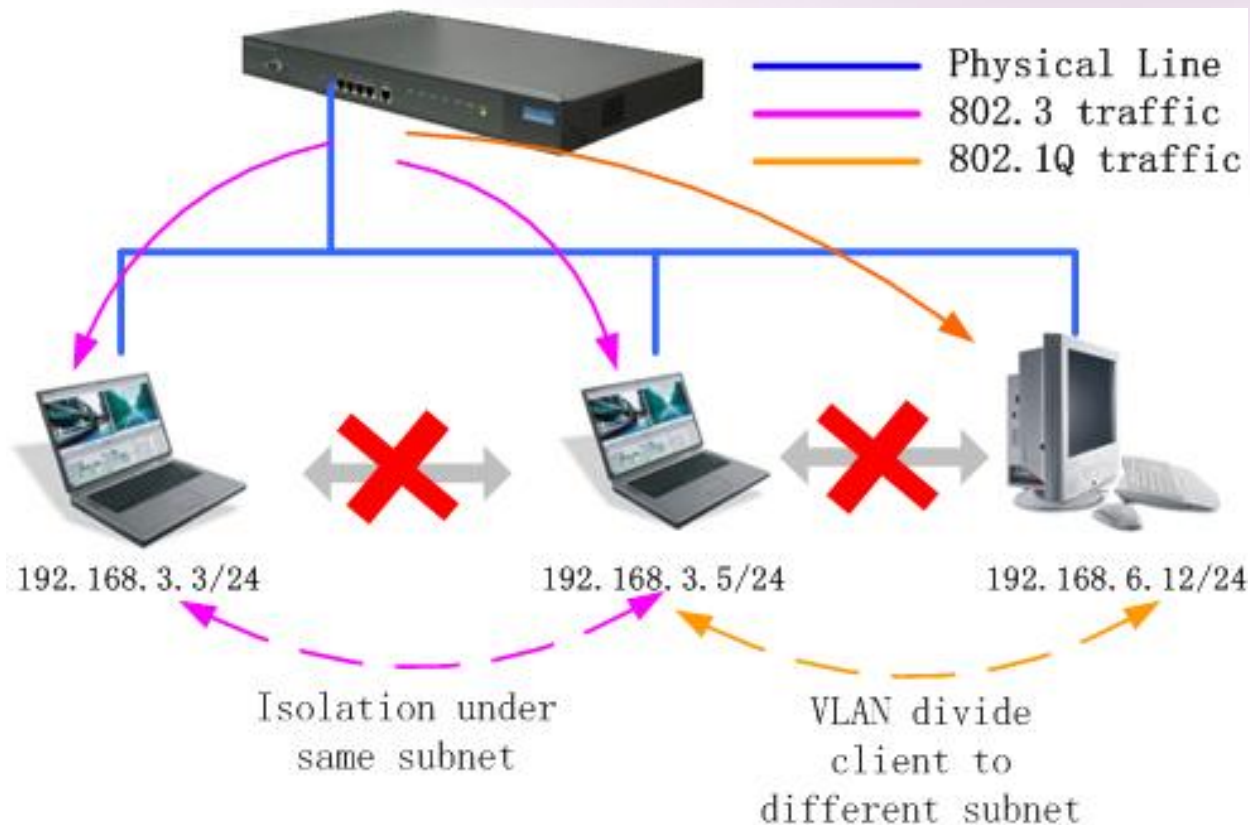 Physical Line
802.3 traffic
802.1Q traffic
192.168.3.3/24
192.168.3.5/24
192.168.6.12/24
Isolation under
same subnet
VLAN divide
client to
different subnet